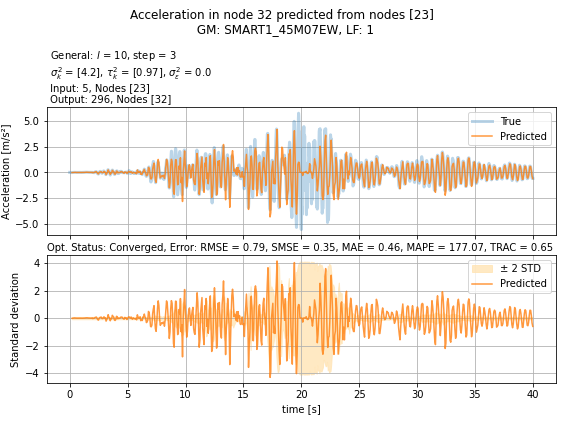 Acceleration in node 32 predicted from nodes [23]
GM: SMART1_45M07EW, LF: 1
General: l = 10, step = 3
σ²ₖ = [4.2], τ²ₖ = [0.97], σ²ε = 0.0
Input: 5, Nodes [23]
Output: 296, Nodes [32]
Acceleration [m/s²]
5.0
2.5
0.0
−2.5
−5.0
True
Predicted
Opt. Status: Converged, Error: RMSE = 0.79, SMSE = 0.35, MAE = 0.46, MAPE = 177.07, TRAC = 0.65
Standard deviation
4
2
0
−2
−4
± 2 STD
Predicted
0 5 10 15 20 25 30 35 40
time [s]